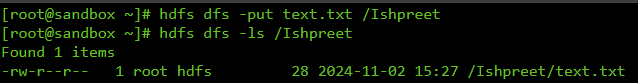 [root@sandbox ~]# hdfs dfs -put text.txt /Ishpreet
[root@sandbox ~]# hdfs dfs -ls /Ishpreet
Found 1 items
-rw-r--r--   1 root hdfs         28 2024-11-02 15:27 /Ishpreet/text.txt